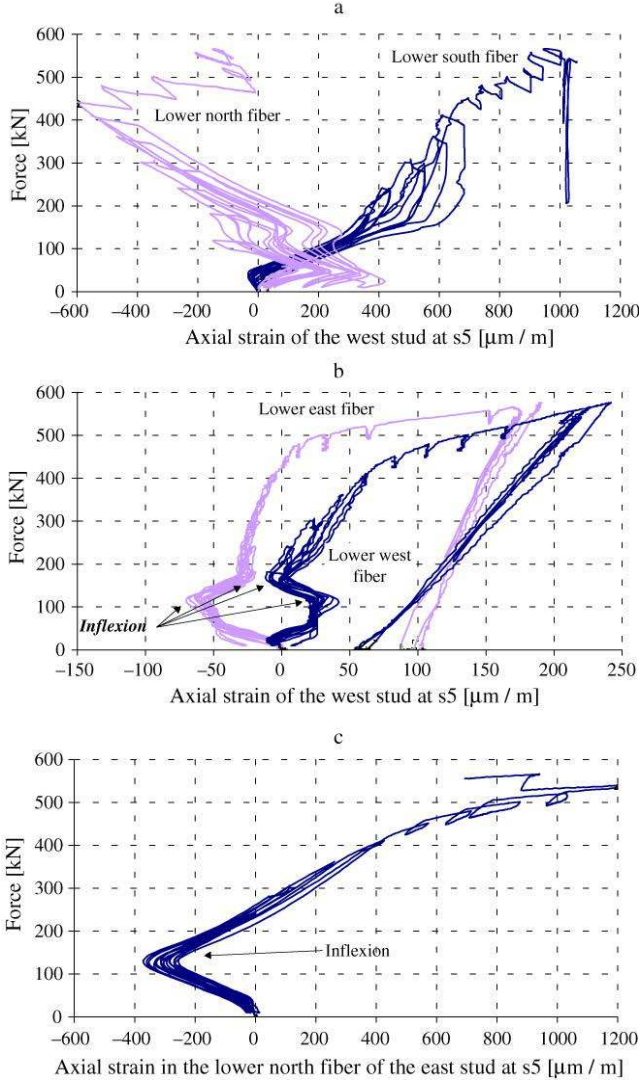 a
600
500
400
300
200
100
0
Force [kN]
Lower south fiber
Lower north fiber
−600 −400 −200 0 200 400 600 800 1000 1200
Axial strain of the west stud at s5 [μm / m]
b
600
500
400
300
200
100
0
Force [kN]
Lower east fiber
Lower west
fiber
Inflexion
−150 −100 −50 0 50 100 150 200 250
Axial strain of the west stud at s5 [μm / m]
c
600
500
400
300
200
100
0
Force [kN]
Inflexion
−600 −400 −200 0 200 400 600 800 1000 1200
Axial strain in the lower north fiber of the east stud at s5 [μm / m]